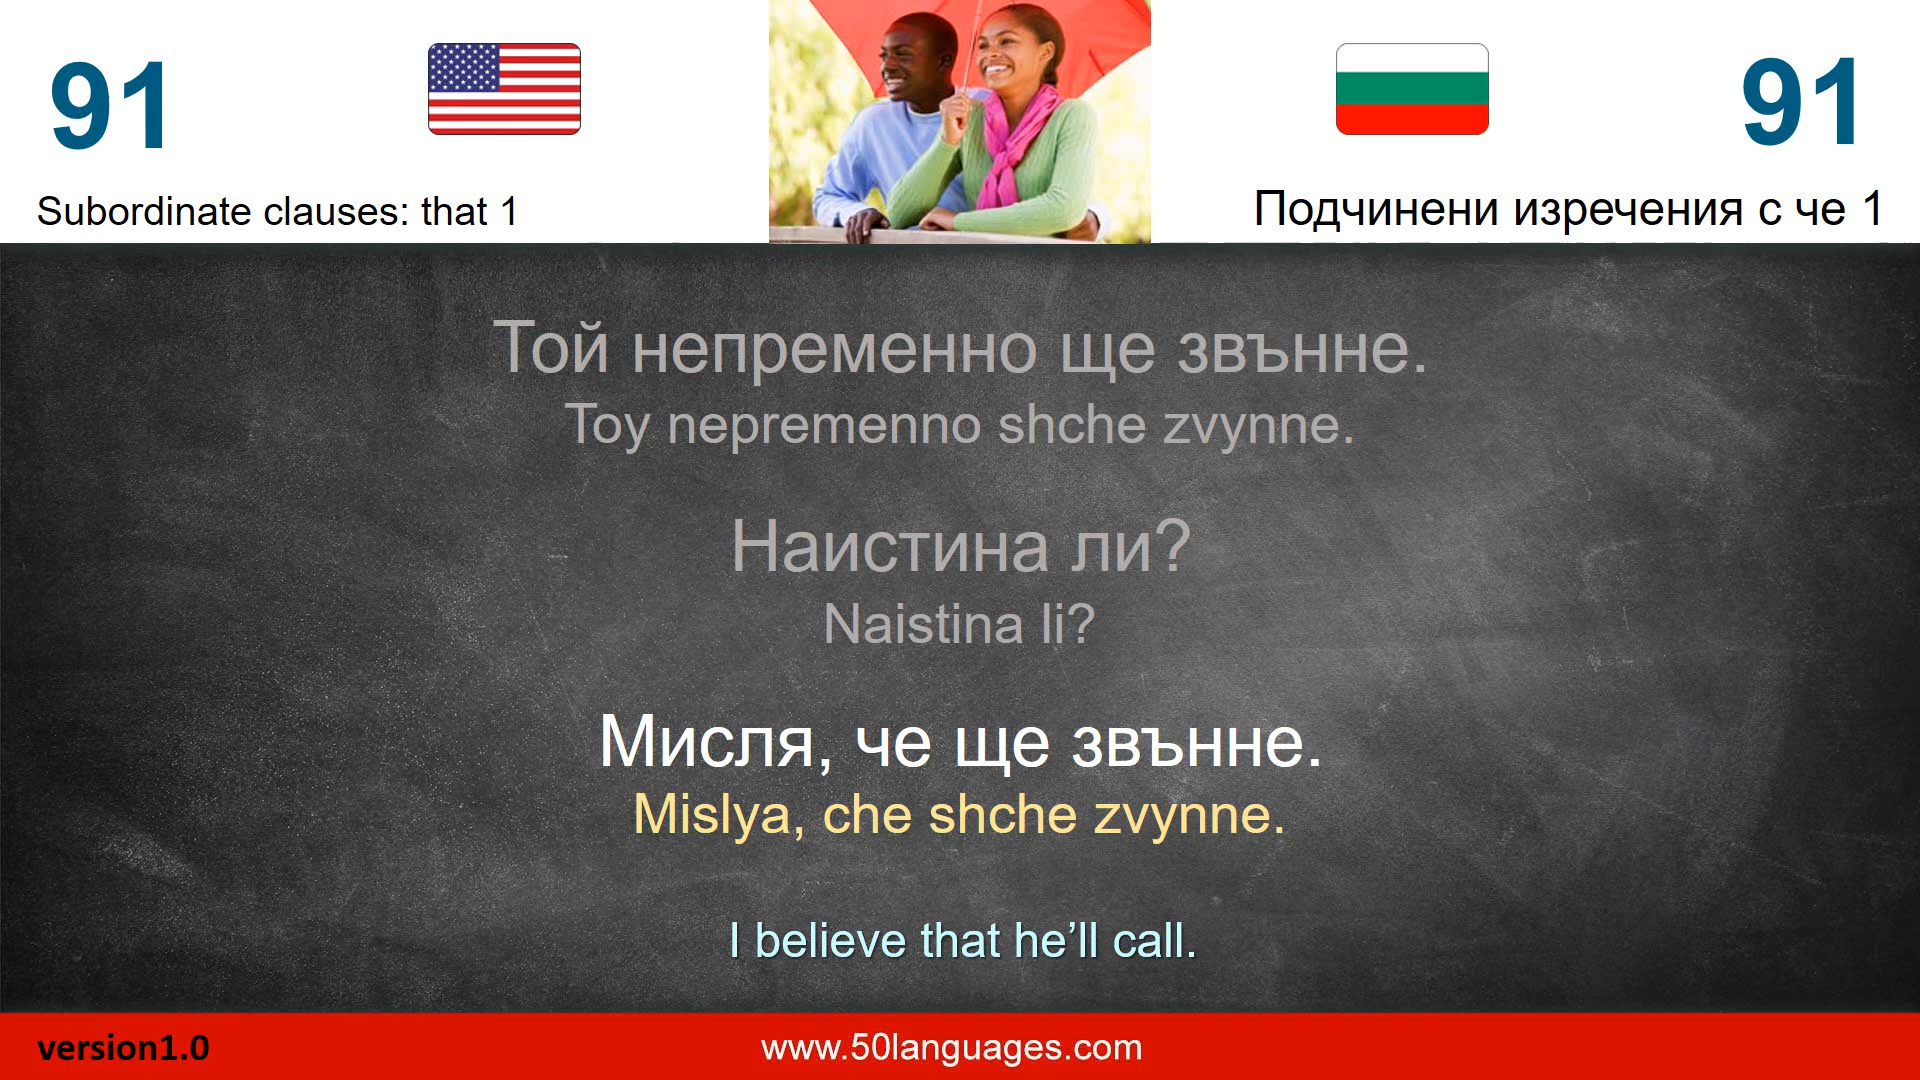 91
91
Subordinate clauses: that 1
Подчинени изречения с че 1
Той непременно ще звънне.
Toy nepremenno shche zvynne.
Наистина ли?
Naistina li?
Мисля, че ще звънне.
Mislya, che shche zvynne.
I believe that he’ll call.
version1.0
www.50languages.com